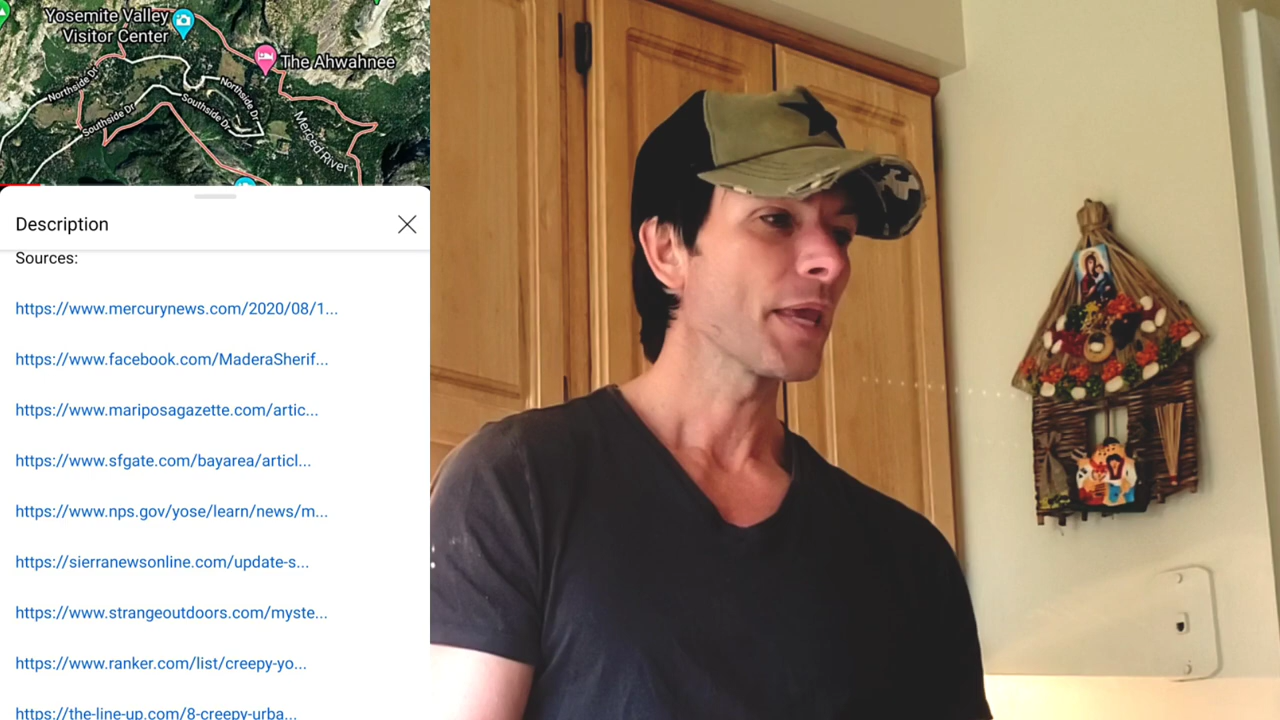 Yosemite Valley
Visitor Center
The Ahwahnee
Northside Dr
Northside Dr
Southside Dr
Southside Dr
Merced River
Description
Sources:
https://www.mercurynews.com/2020/08/1...
https://www.facebook.com/MaderaSherif...
https://www.mariposagazette.com/artic...
https://www.sfgate.com/bayarea/articl...
https://www.nps.gov/yose/learn/news/m...
https://sierranewsonline.com/update-s...
https://www.strangeoutdoors.com/myste...
https://www.ranker.com/list/creepy-yo...
https://the-line-up.com/8-creepy-urba...